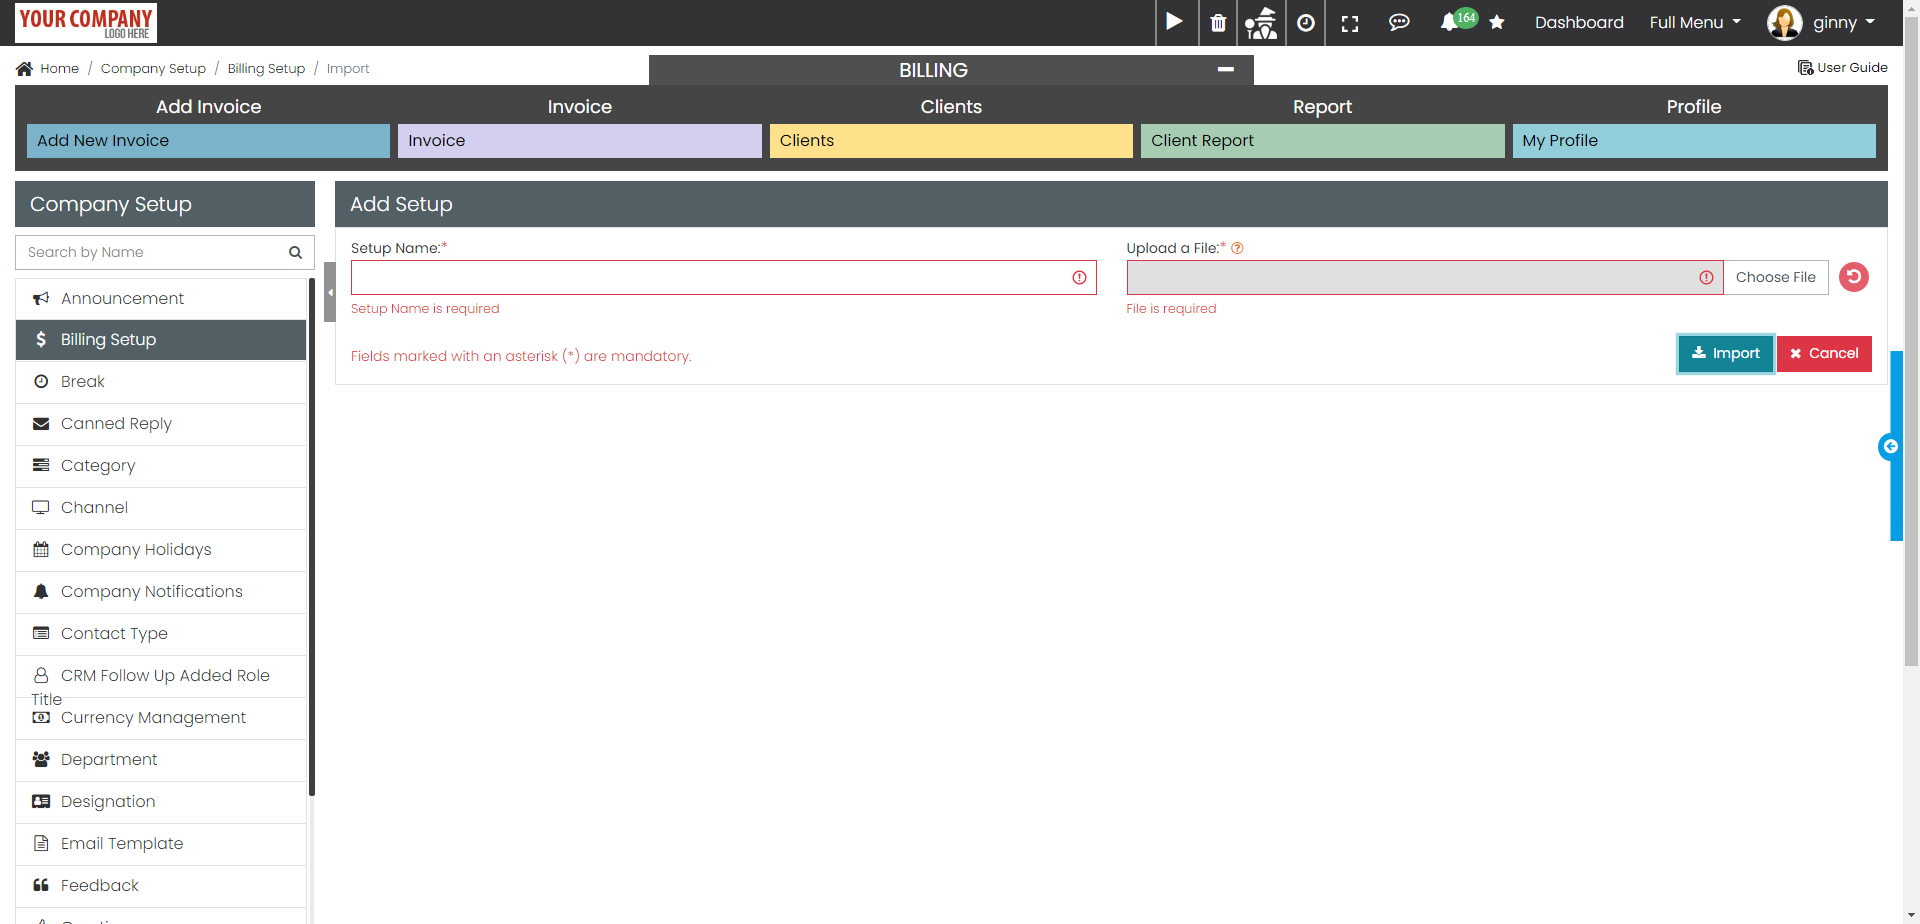 YOUR COMPANY
LOGO HERE
164
Dashboard
Full Menu
ginny
Home / Company Setup / Billing Setup / Import
BILLING
User Guide
Add Invoice
Invoice
Clients
Report
Profile
Add New Invoice
Invoice
Clients
Client Report
My Profile
Company Setup
Search by Name
Announcement
Billing Setup
Break
Canned Reply
Category
Channel
Company Holidays
Company Notifications
Contact Type
CRM Follow Up Added Role
Title
Currency Management
Department
Designation
Email Template
Feedback
Add Setup
Setup Name:*
Setup Name is required
Upload a File:*
Choose File
File is required
Fields marked with an asterisk (*) are mandatory.
Import
Cancel